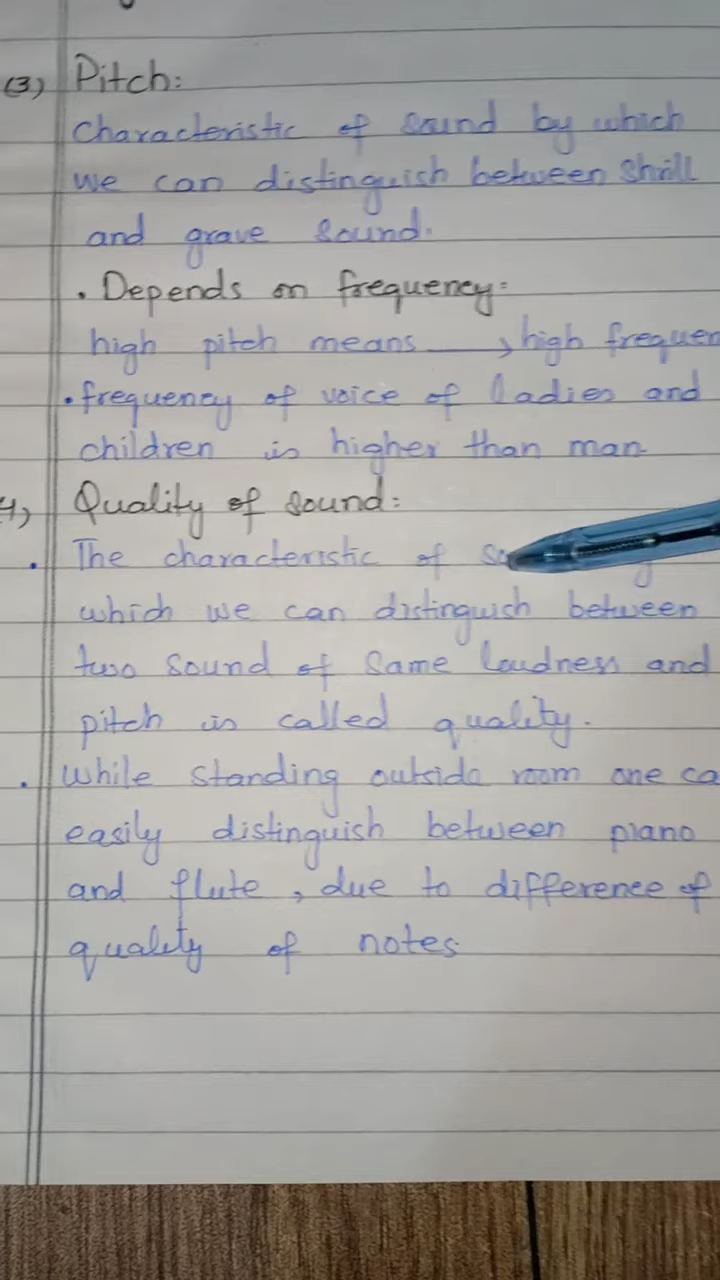 (3) Pitch:
Characteristic of sound by which
we can distinguish between Shrill
and grave sound.
. Depends on frequency:
high pitch means → high frequen
. frequency of voice of ladies and
children is higher than man
4) Quality of sound:
. The characteristic of
which we can distinguish between
two sound of same loudness and
pitch is called quality.
. While standing outside room one ca
easily distinguish between piano
and flute, due to difference of
quality of notes.